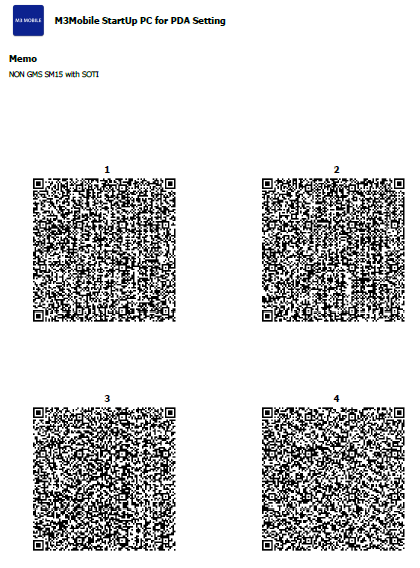 M3 MOBILE
M3Mobile StartUp PC for PDA Setting
Memo
NON GMS SM15 with SOTI
1
2
3
4